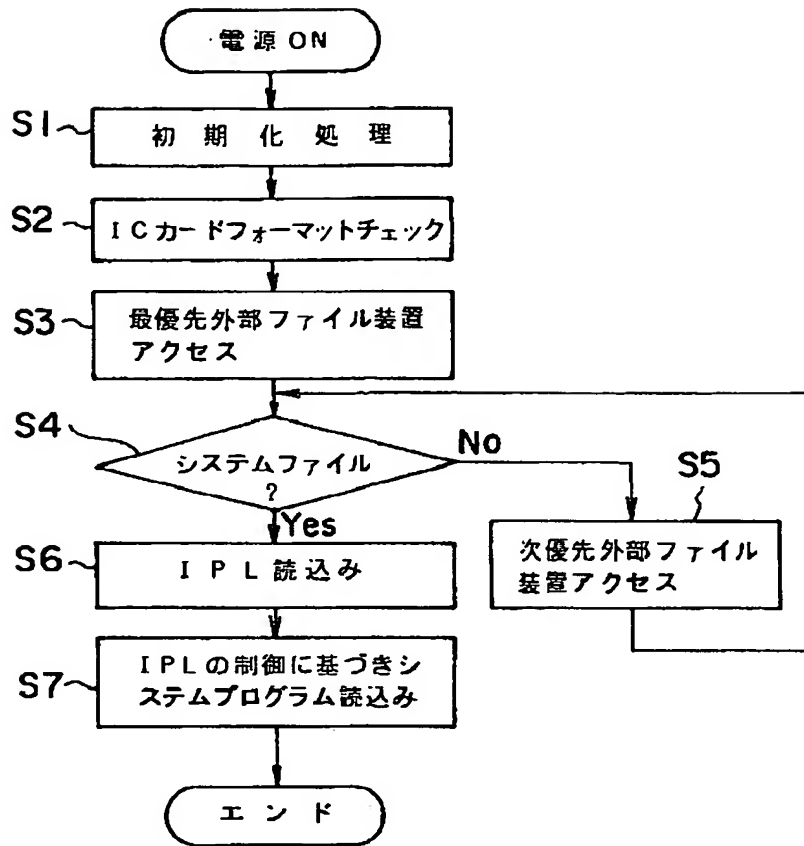 電源ON
S1
初期化処理
S2
ICカードフォーマットチェック
S3
最優先外部ファイル装置
アクセス
S4
システムファイル
?
No
Yes
S5
次優先外部ファイル
装置アクセス
S6
IPL読込み
S7
IPLの制御に基づきシ
ステムプログラム読込み
エンド